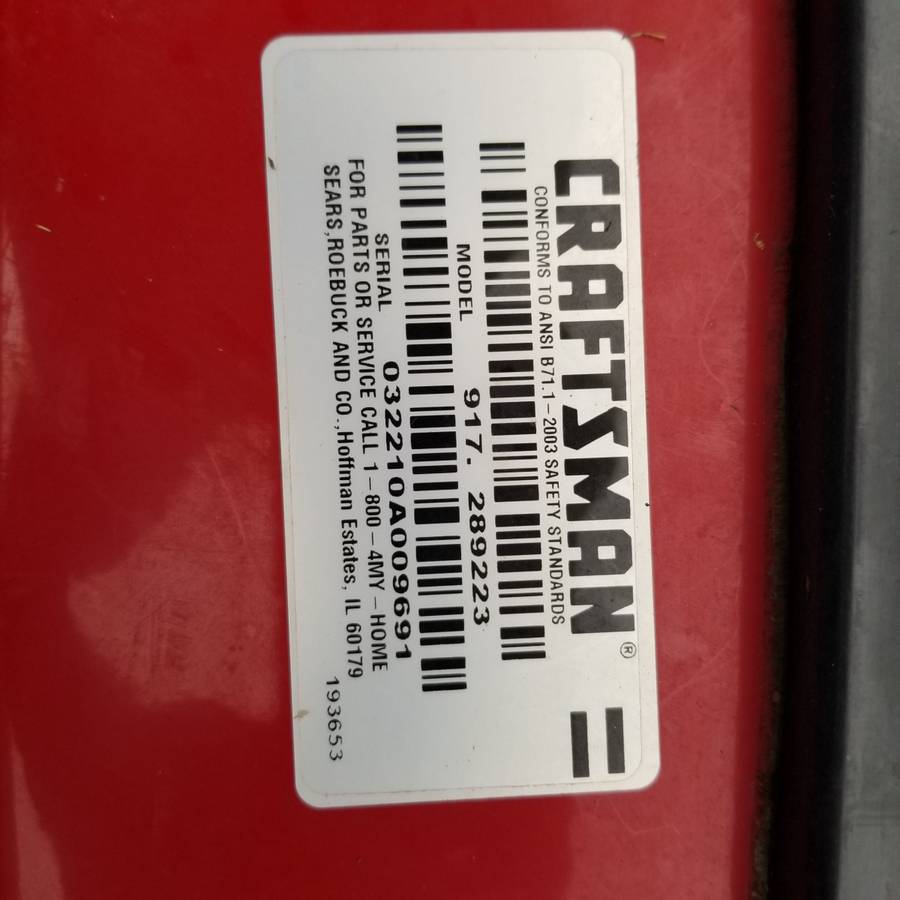 CRAFTSMAN®
CONFORMS TO ANSI B71.1-2003 SAFETY STANDARDS
MODEL 917. 289223
SERIAL 032210A009691
FOR PARTS OR SERVICE CALL 1-800-4MY-HOME
SEARS,ROEBUCK AND CO.,Hoffman Estates, IL 60179
193653